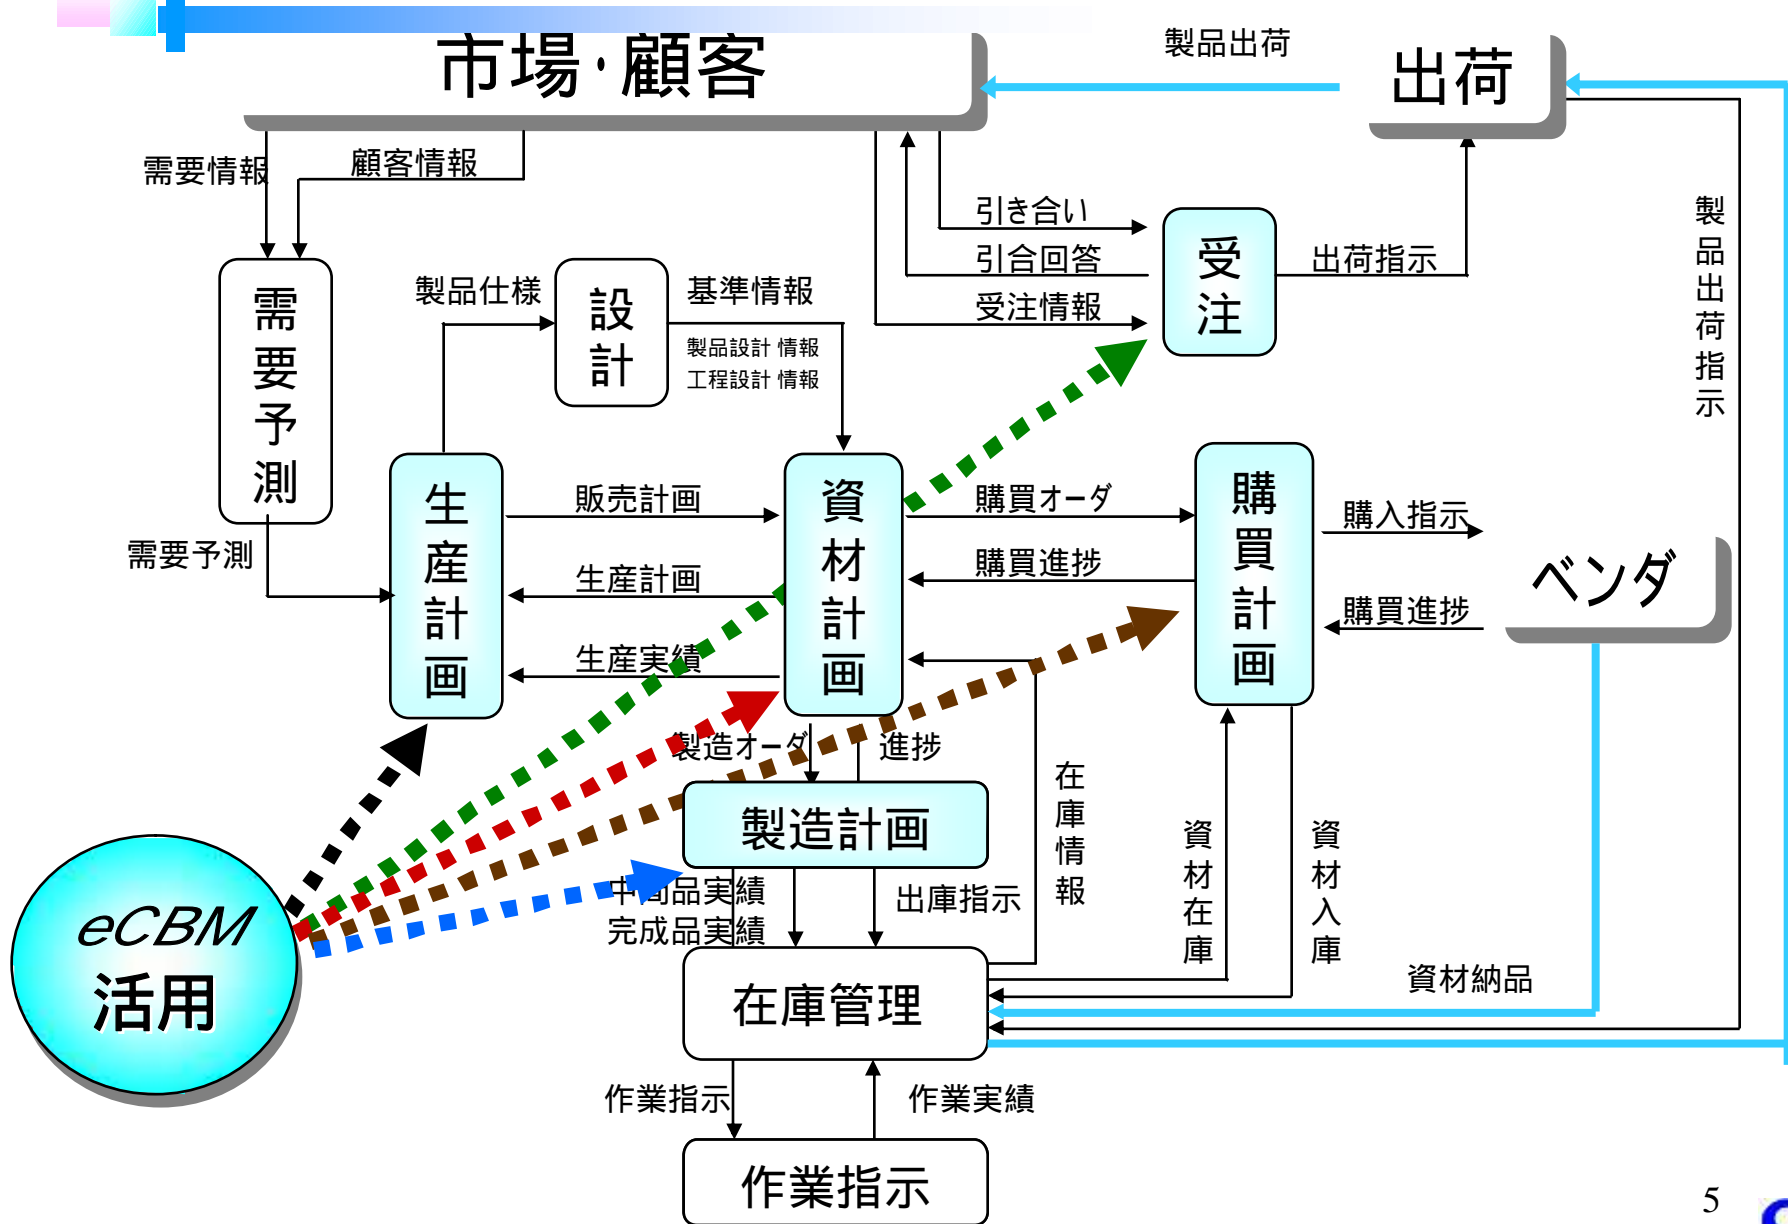 市場・顧客
製品出荷
出荷
需要情報
顧客情報
引き合い
引合回答
受注情報
受注
出荷指示
製品出荷指示
需要予測
製品仕様
設計
基準情報
製品設計 情報
工程設計 情報
需要予測
生産計画
販売計画
生産計画
生産実績
資材計画
購買オーダ
購買進捗
購買計画
購入指示
購買進捗
ベンダ
製造オーダ
進捗
製造計画
在庫情報
資材在庫
資材入庫
中間品実績
完成品実績
出庫指示
eCBM
活用
在庫管理
資材納品
作業指示
作業実績
作業指示
5